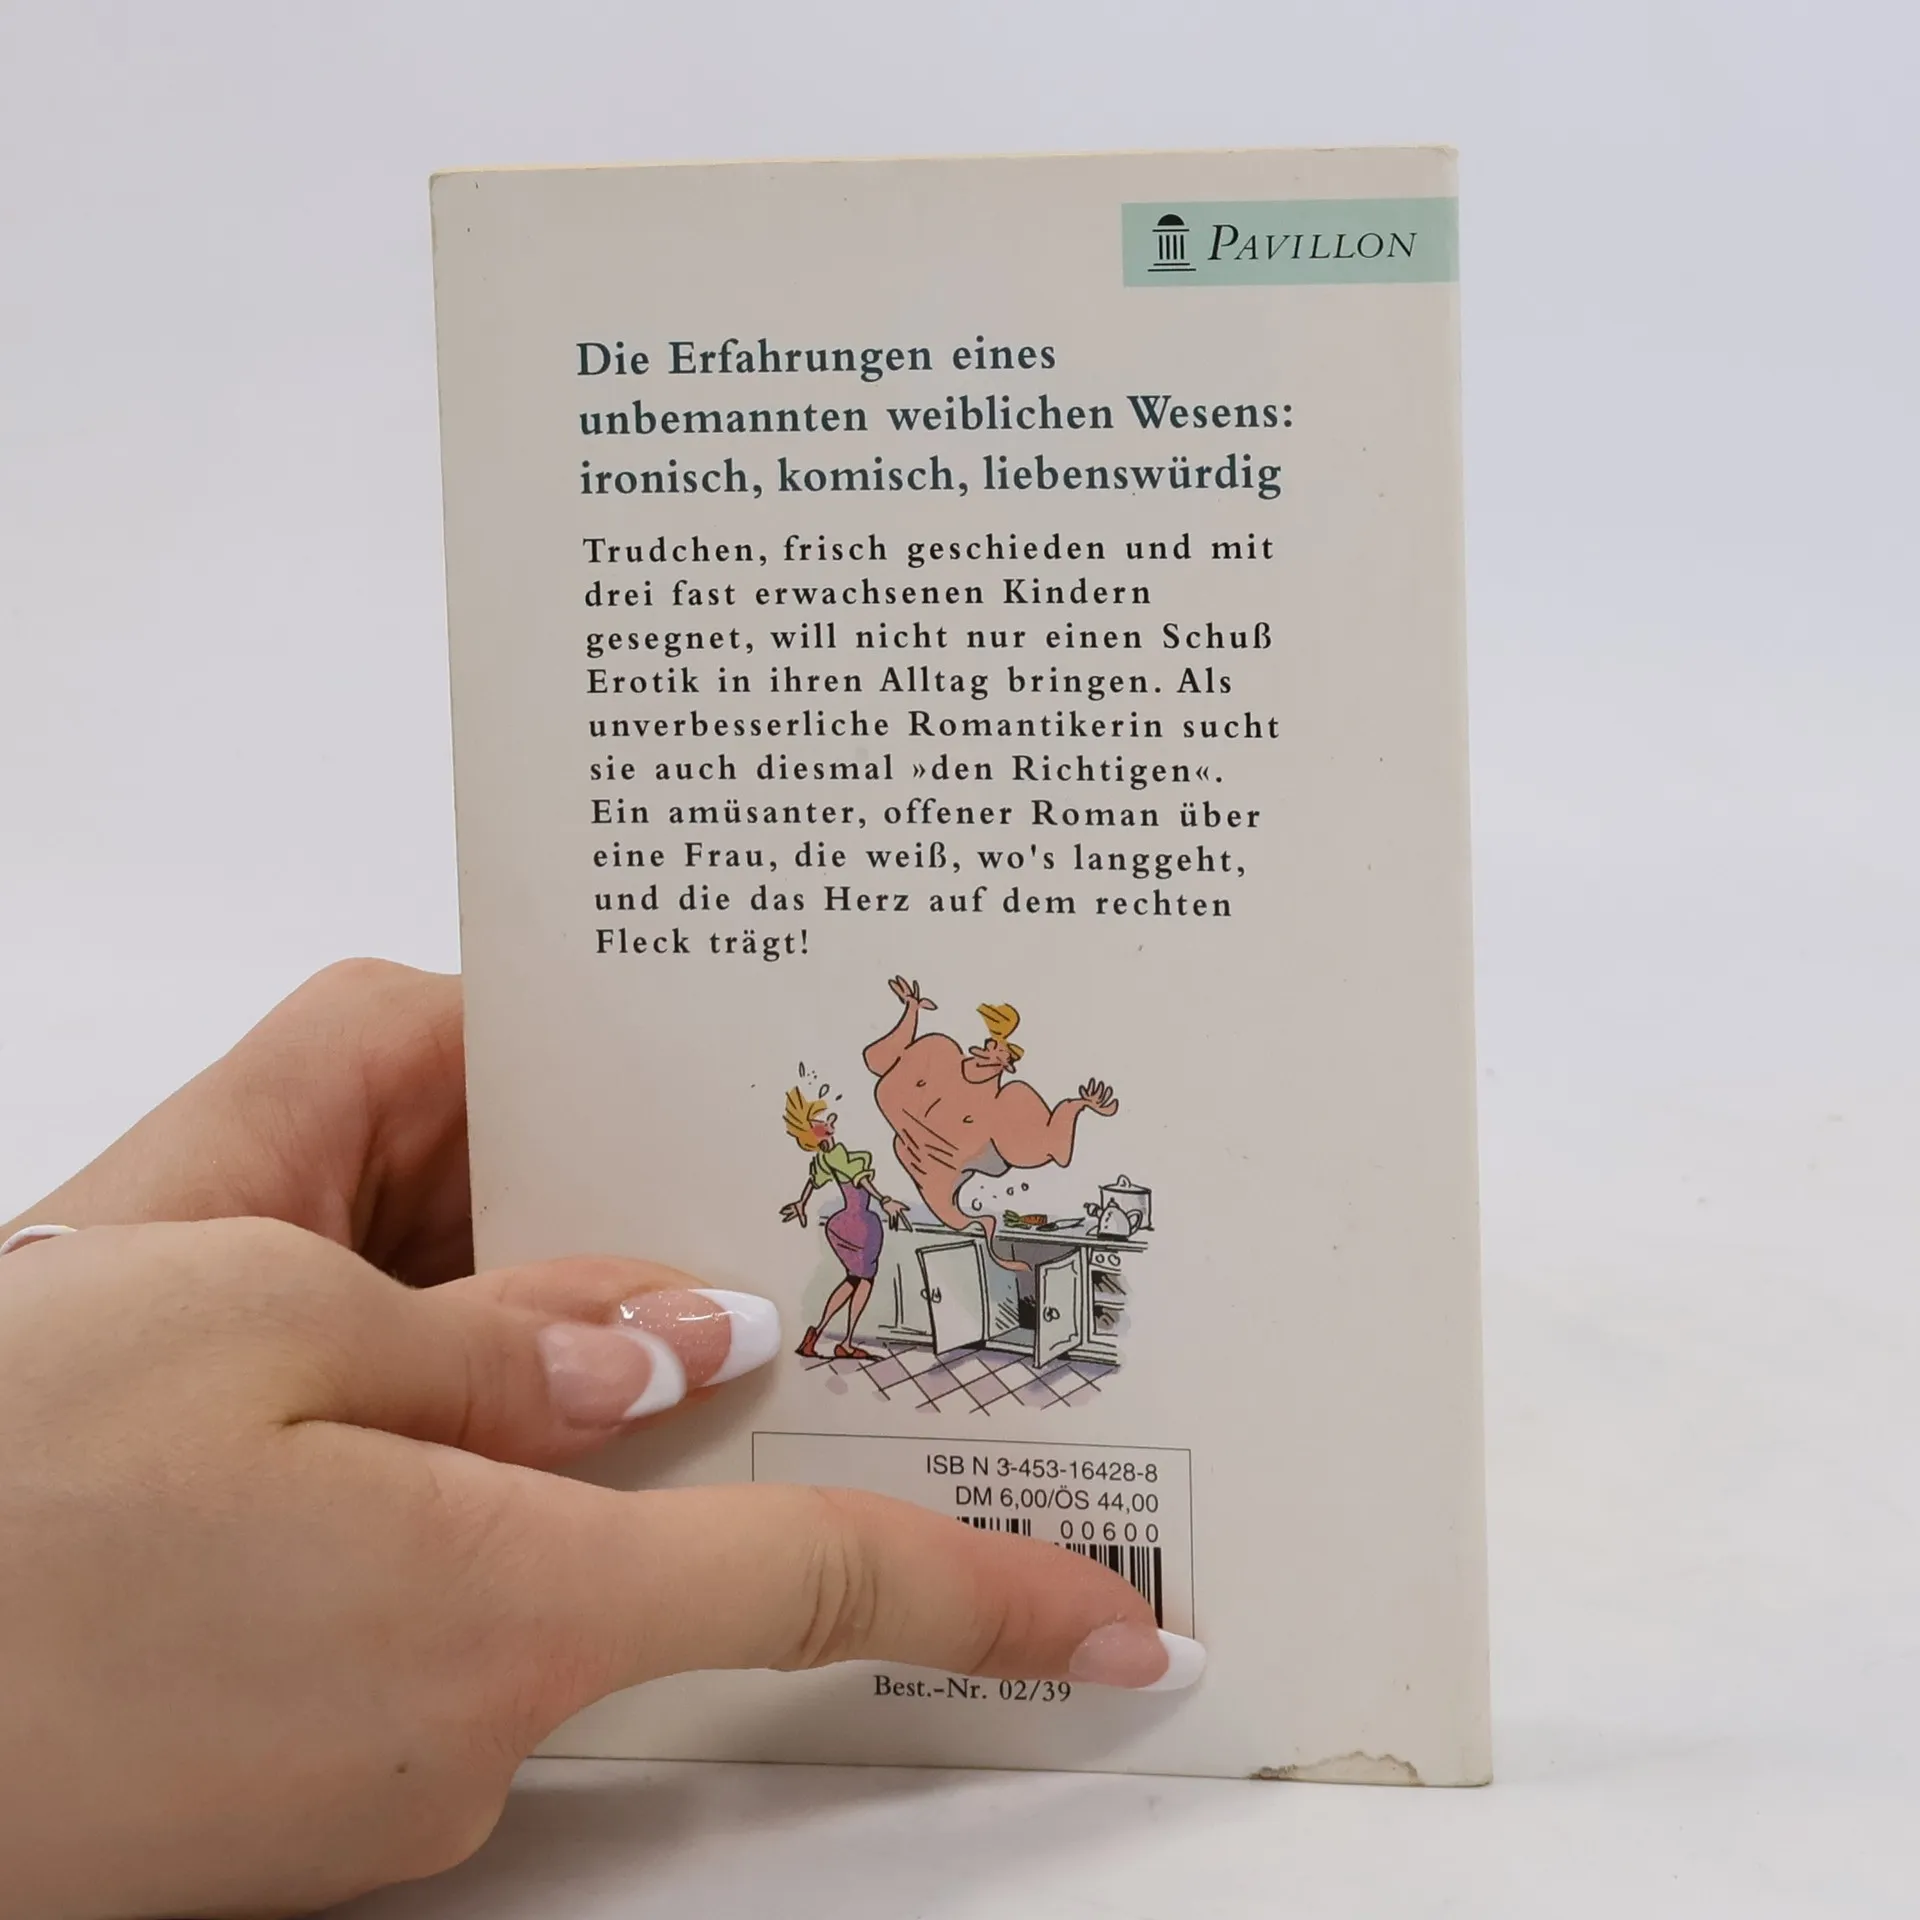 PAVILLON
Die Erfahrungen eines
unbemannten weiblichen Wesens:
ironisch, komisch, liebenswürdig
Trudchen, frisch geschieden und mit
drei fast erwachsenen Kindern
gesegnet, will nicht nur einen Schuß
Erotik in ihren Alltag bringen. Als
unverbesserliche Romantikerin sucht
sie auch diesmal »den Richtigen«.
Ein amüsanter, offener Roman über
eine Frau, die weiß, wo's langgeht,
und die das Herz auf dem rechten
Fleck trägt!
ISBN 3-453-16428-8
DM 6,00/ÖS 44,00
00600
Best.-Nr. 02/39